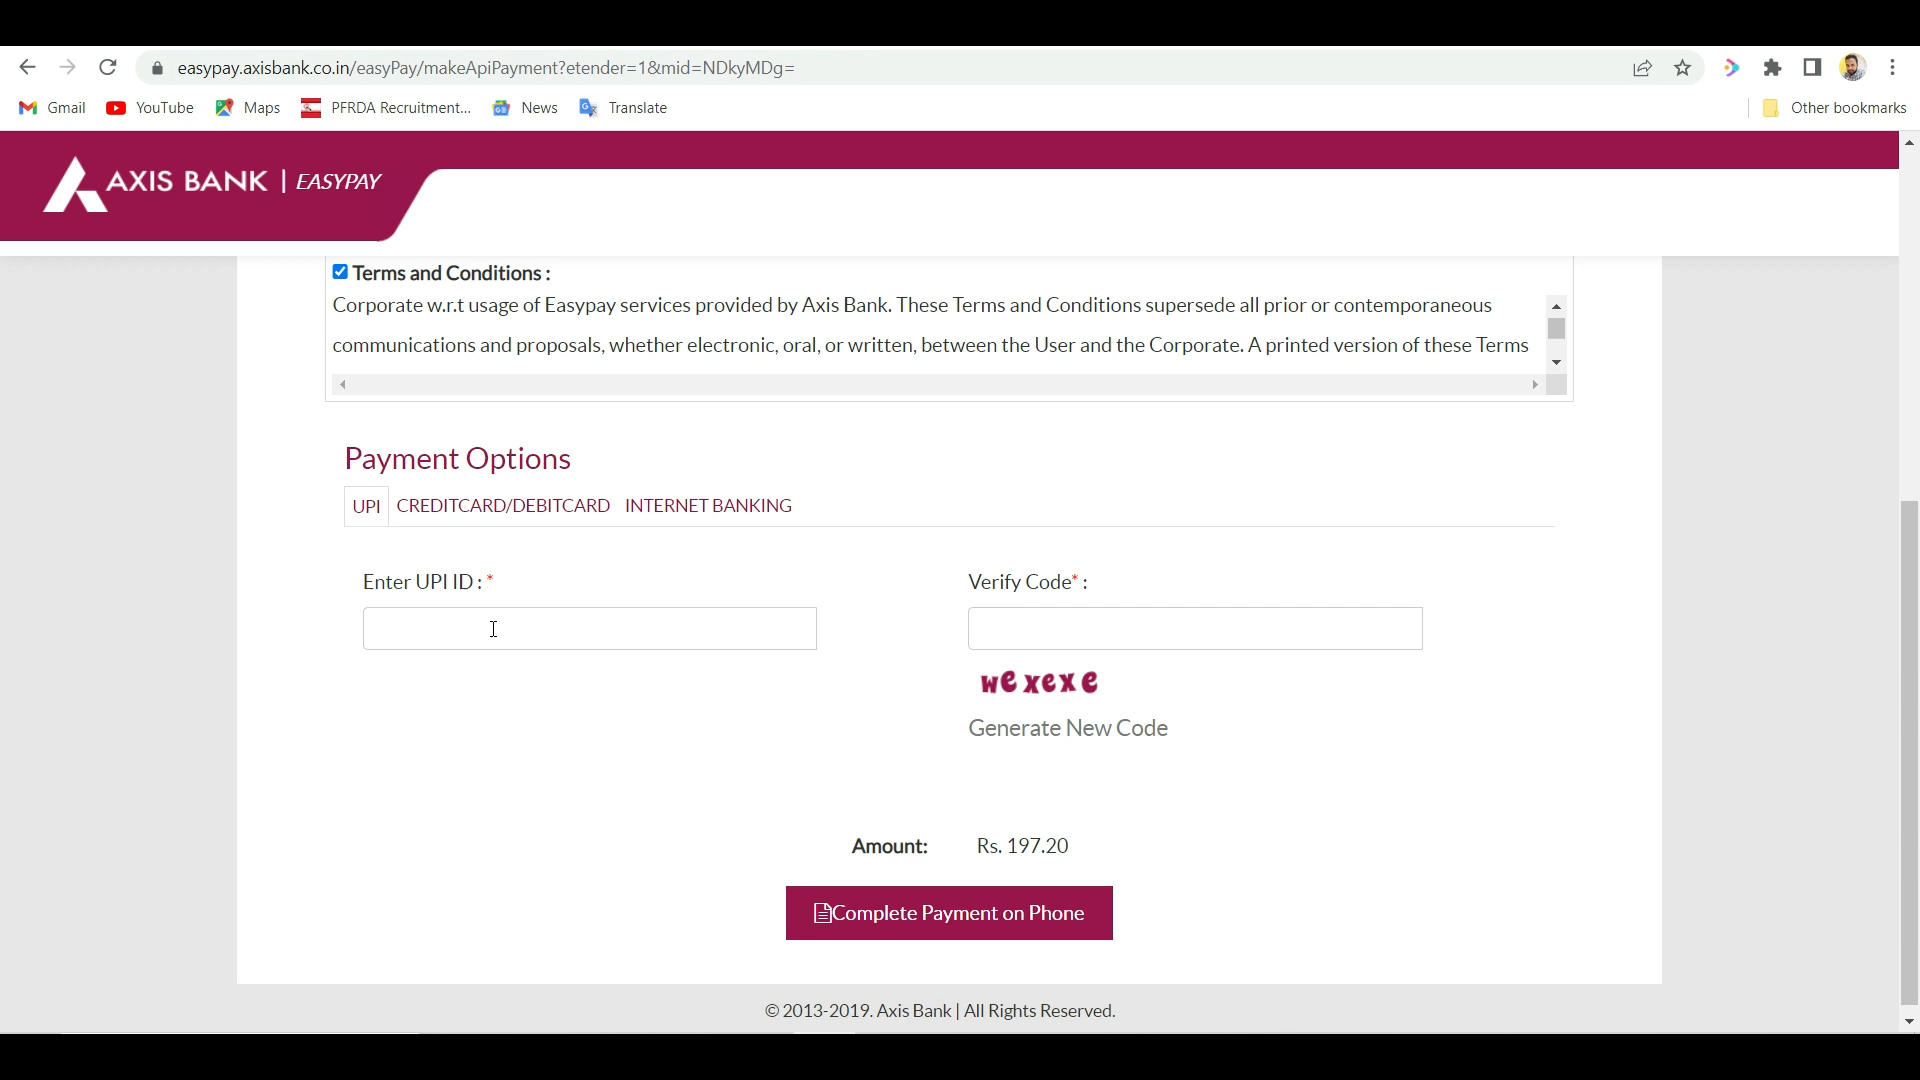 easypay.axisbank.co.in/easyPay/makeApiPayment?etender=1&mid=NDkyMDg=
Gmail YouTube Maps PFRDA Recruitment... News Translate Other bookmarks
AXIS BANK | EASYPAY
Terms and Conditions :
Corporate w.r.t usage of Easypay services provided by Axis Bank. These Terms and Conditions supersede all prior or contemporaneous
communications and proposals, whether electronic, oral, or written, between the User and the Corporate. A printed version of these Terms
Payment Options
UPI CREDITCARD/DEBITCARD INTERNET BANKING
Enter UPI ID : * Verify Code* :
wexexe
Generate New Code
Amount: Rs. 197.20
Complete Payment on Phone
© 2013-2019. Axis Bank | All Rights Reserved.